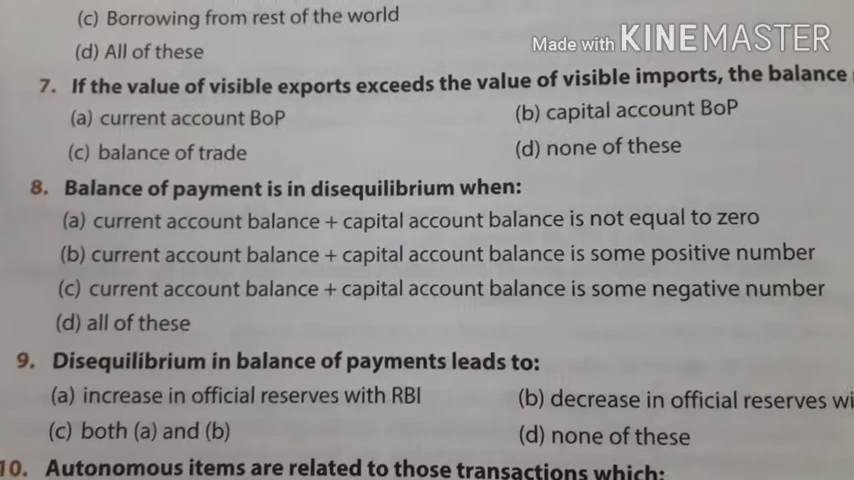 (c) Borrowing from rest of the world
(d) All of these
Made with KINEMASTER
7. If the value of visible exports exceeds the value of visible imports, the balance
(a) current account BoP (b) capital account BoP
(c) balance of trade (d) none of these
8. Balance of payment is in disequilibrium when:
(a) current account balance + capital account balance is not equal to zero
(b) current account balance + capital account balance is some positive number
(c) current account balance + capital account balance is some negative number
(d) all of these
9. Disequilibrium in balance of payments leads to:
(a) increase in official reserves with RBI (b) decrease in official reserves wi
(c) both (a) and (b) (d) none of these
10. Autonomous items are related to those transactions which: